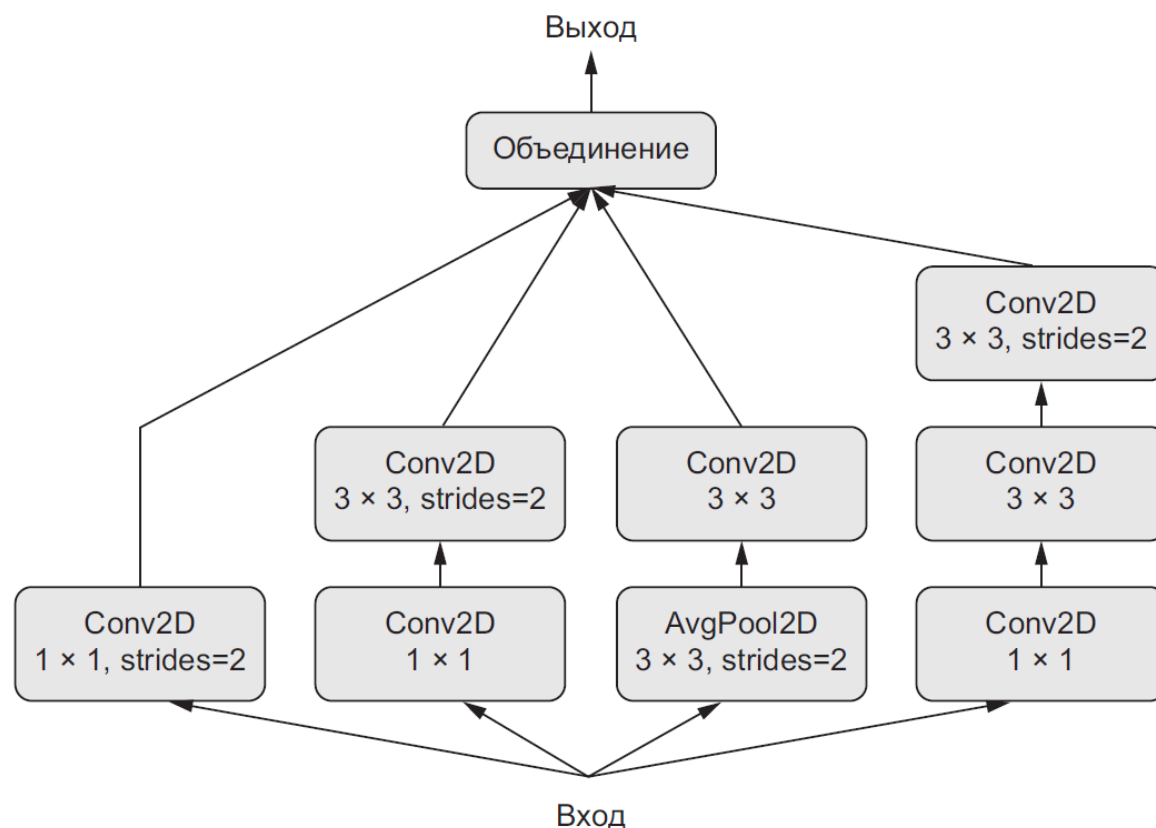 Выход
Объединение
Conv2D
3 × 3, strides=2
Conv2D
3 × 3, strides=2
Conv2D
3 × 3
Conv2D
3 × 3
Conv2D
1 × 1, strides=2
Conv2D
1 × 1
AvgPool2D
3 × 3, strides=2
Conv2D
1 × 1
Вход